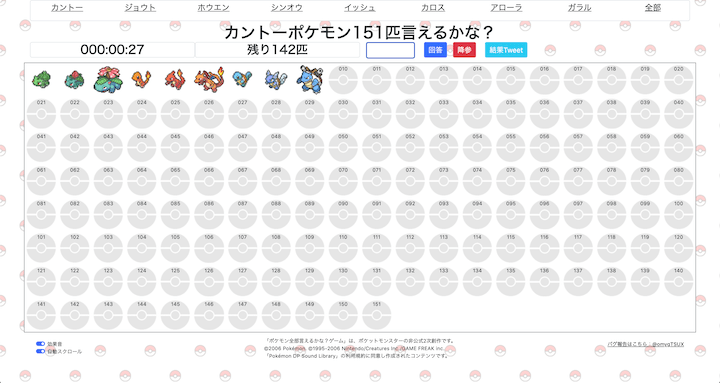 カントー ジョウト ホウエン シンオウ イッシュ カロス アローラ ガラル 全部
カントーポケモン151匹言えるかな？
000:00:27 残り142匹 回答 降参 結果Tweet
010 011 012 013 014 015 016 017 018 019 020
021 022 023 024 025 026 027 028 029 030 031 032 033 034 035 036 037 038 039 040
041 042 043 044 045 046 047 048 049 050 051 052 053 054 055 056 057 058 059 060
061 062 063 064 065 066 067 068 069 070 071 072 073 074 075 076 077 078 079 080
081 082 083 084 085 086 087 088 089 090 091 092 093 094 095 096 097 098 099 100
101 102 103 104 105 106 107 108 109 110 111 112 113 114 115 116 117 118 119 120
121 122 123 124 125 126 127 128 129 130 131 132 133 134 135 136 137 138 139 140
141 142 143 144 145 146 147 148 149 150 151
効果音
自動スクロール
「ポケモン全部言えるかな？ゲーム」は、ポケットモンスターの非公式2次創作です。
©2006 Pokémon. ©1995-2006 Nintendo/Creatures inc. /GAME FREAK inc
「Pokémon DP Sound Library」の利用規約に同意し作成されたコンテンツです。
バグ報告はこちら：